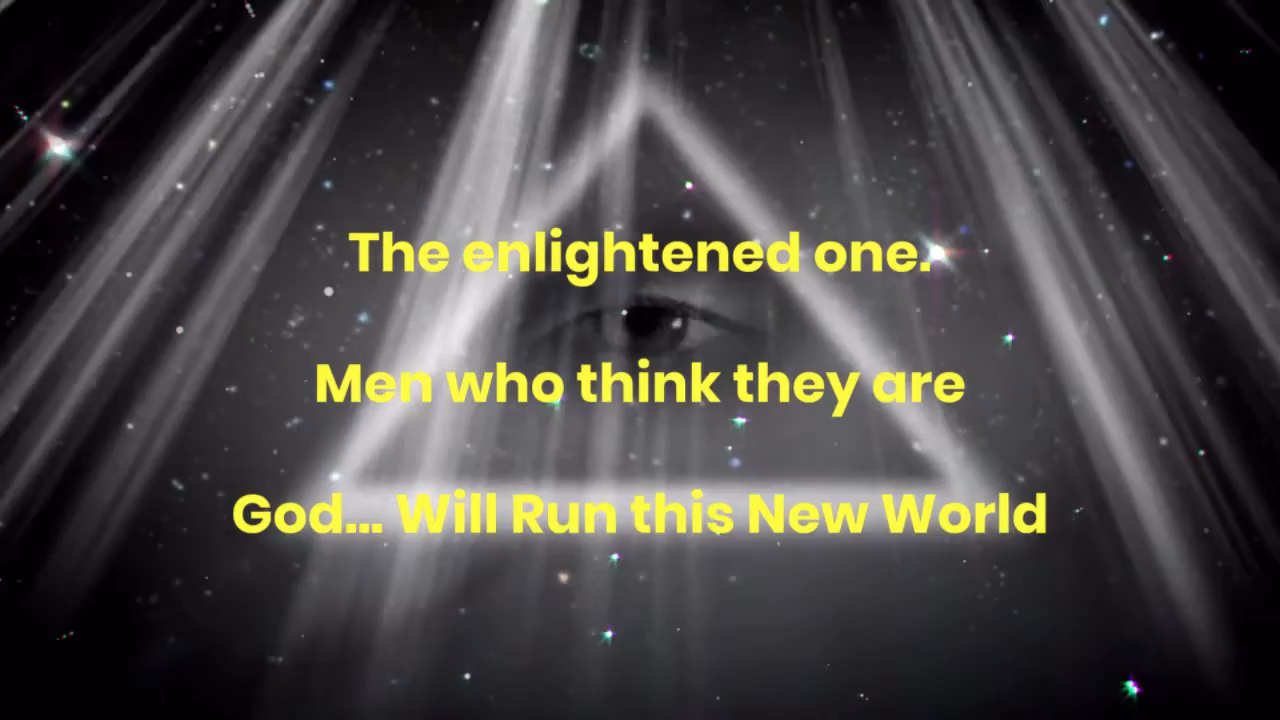 The enlightened one.
Men who think they are
God... Will Run this New World